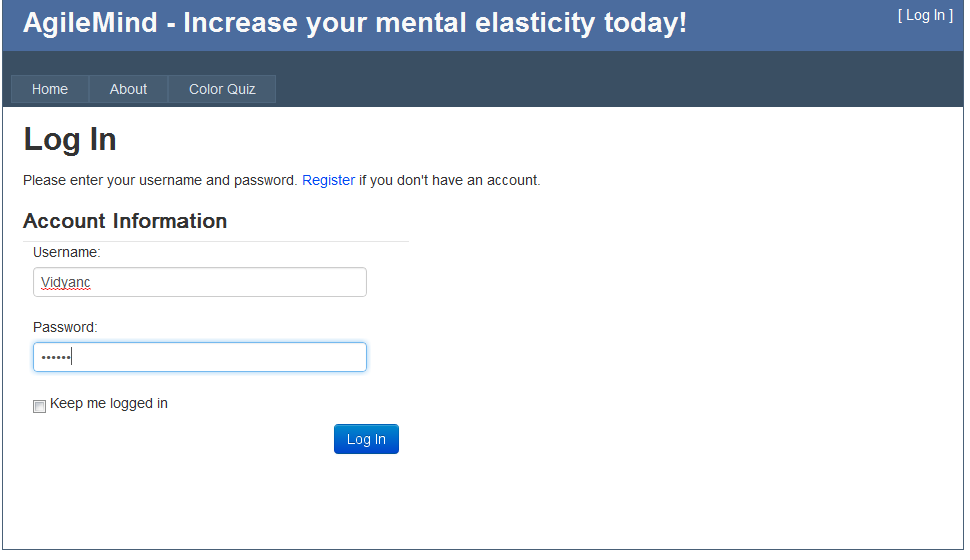 AgileMind - Increase your mental elasticity today!
[ Log In ]
Home About Color Quiz
Log In
Please enter your username and password. Register if you don't have an account.
Account Information
Username:
Vidyanc
Password:
••••••
Keep me logged in
Log In